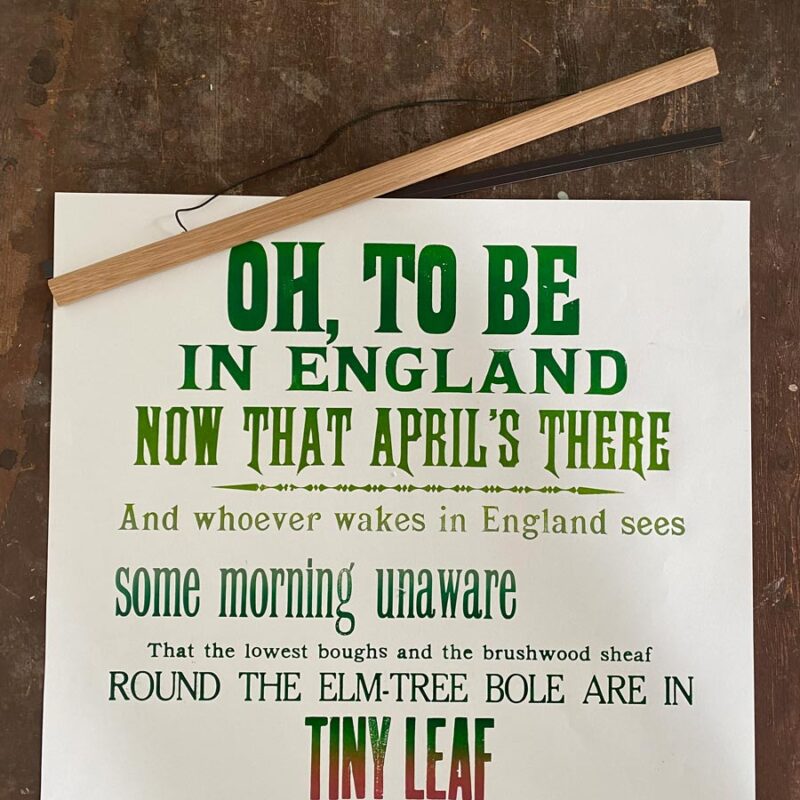 OH, TO BE
IN ENGLAND
NOW THAT APRIL'S THERE
And whoever wakes in England sees
some morning unaware
That the lowest boughs and the brushwood sheaf
ROUND THE ELM-TREE BOLE ARE IN
TINY LEAF